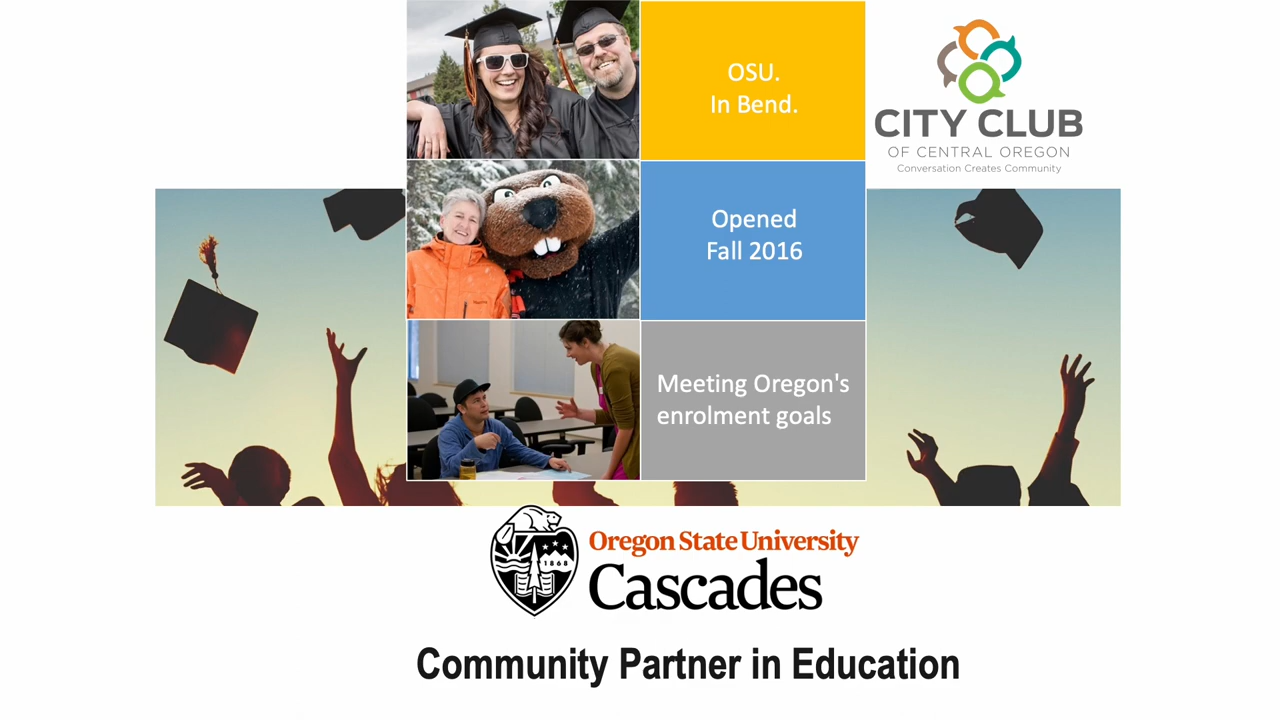 OSU.
In Bend.
CITY CLUB
OF CENTRAL OREGON
Conversation Creates Community
Opened
Fall 2016
Meeting Oregon's
enrolment goals
1868
Oregon State University
Cascades
Community Partner in Education